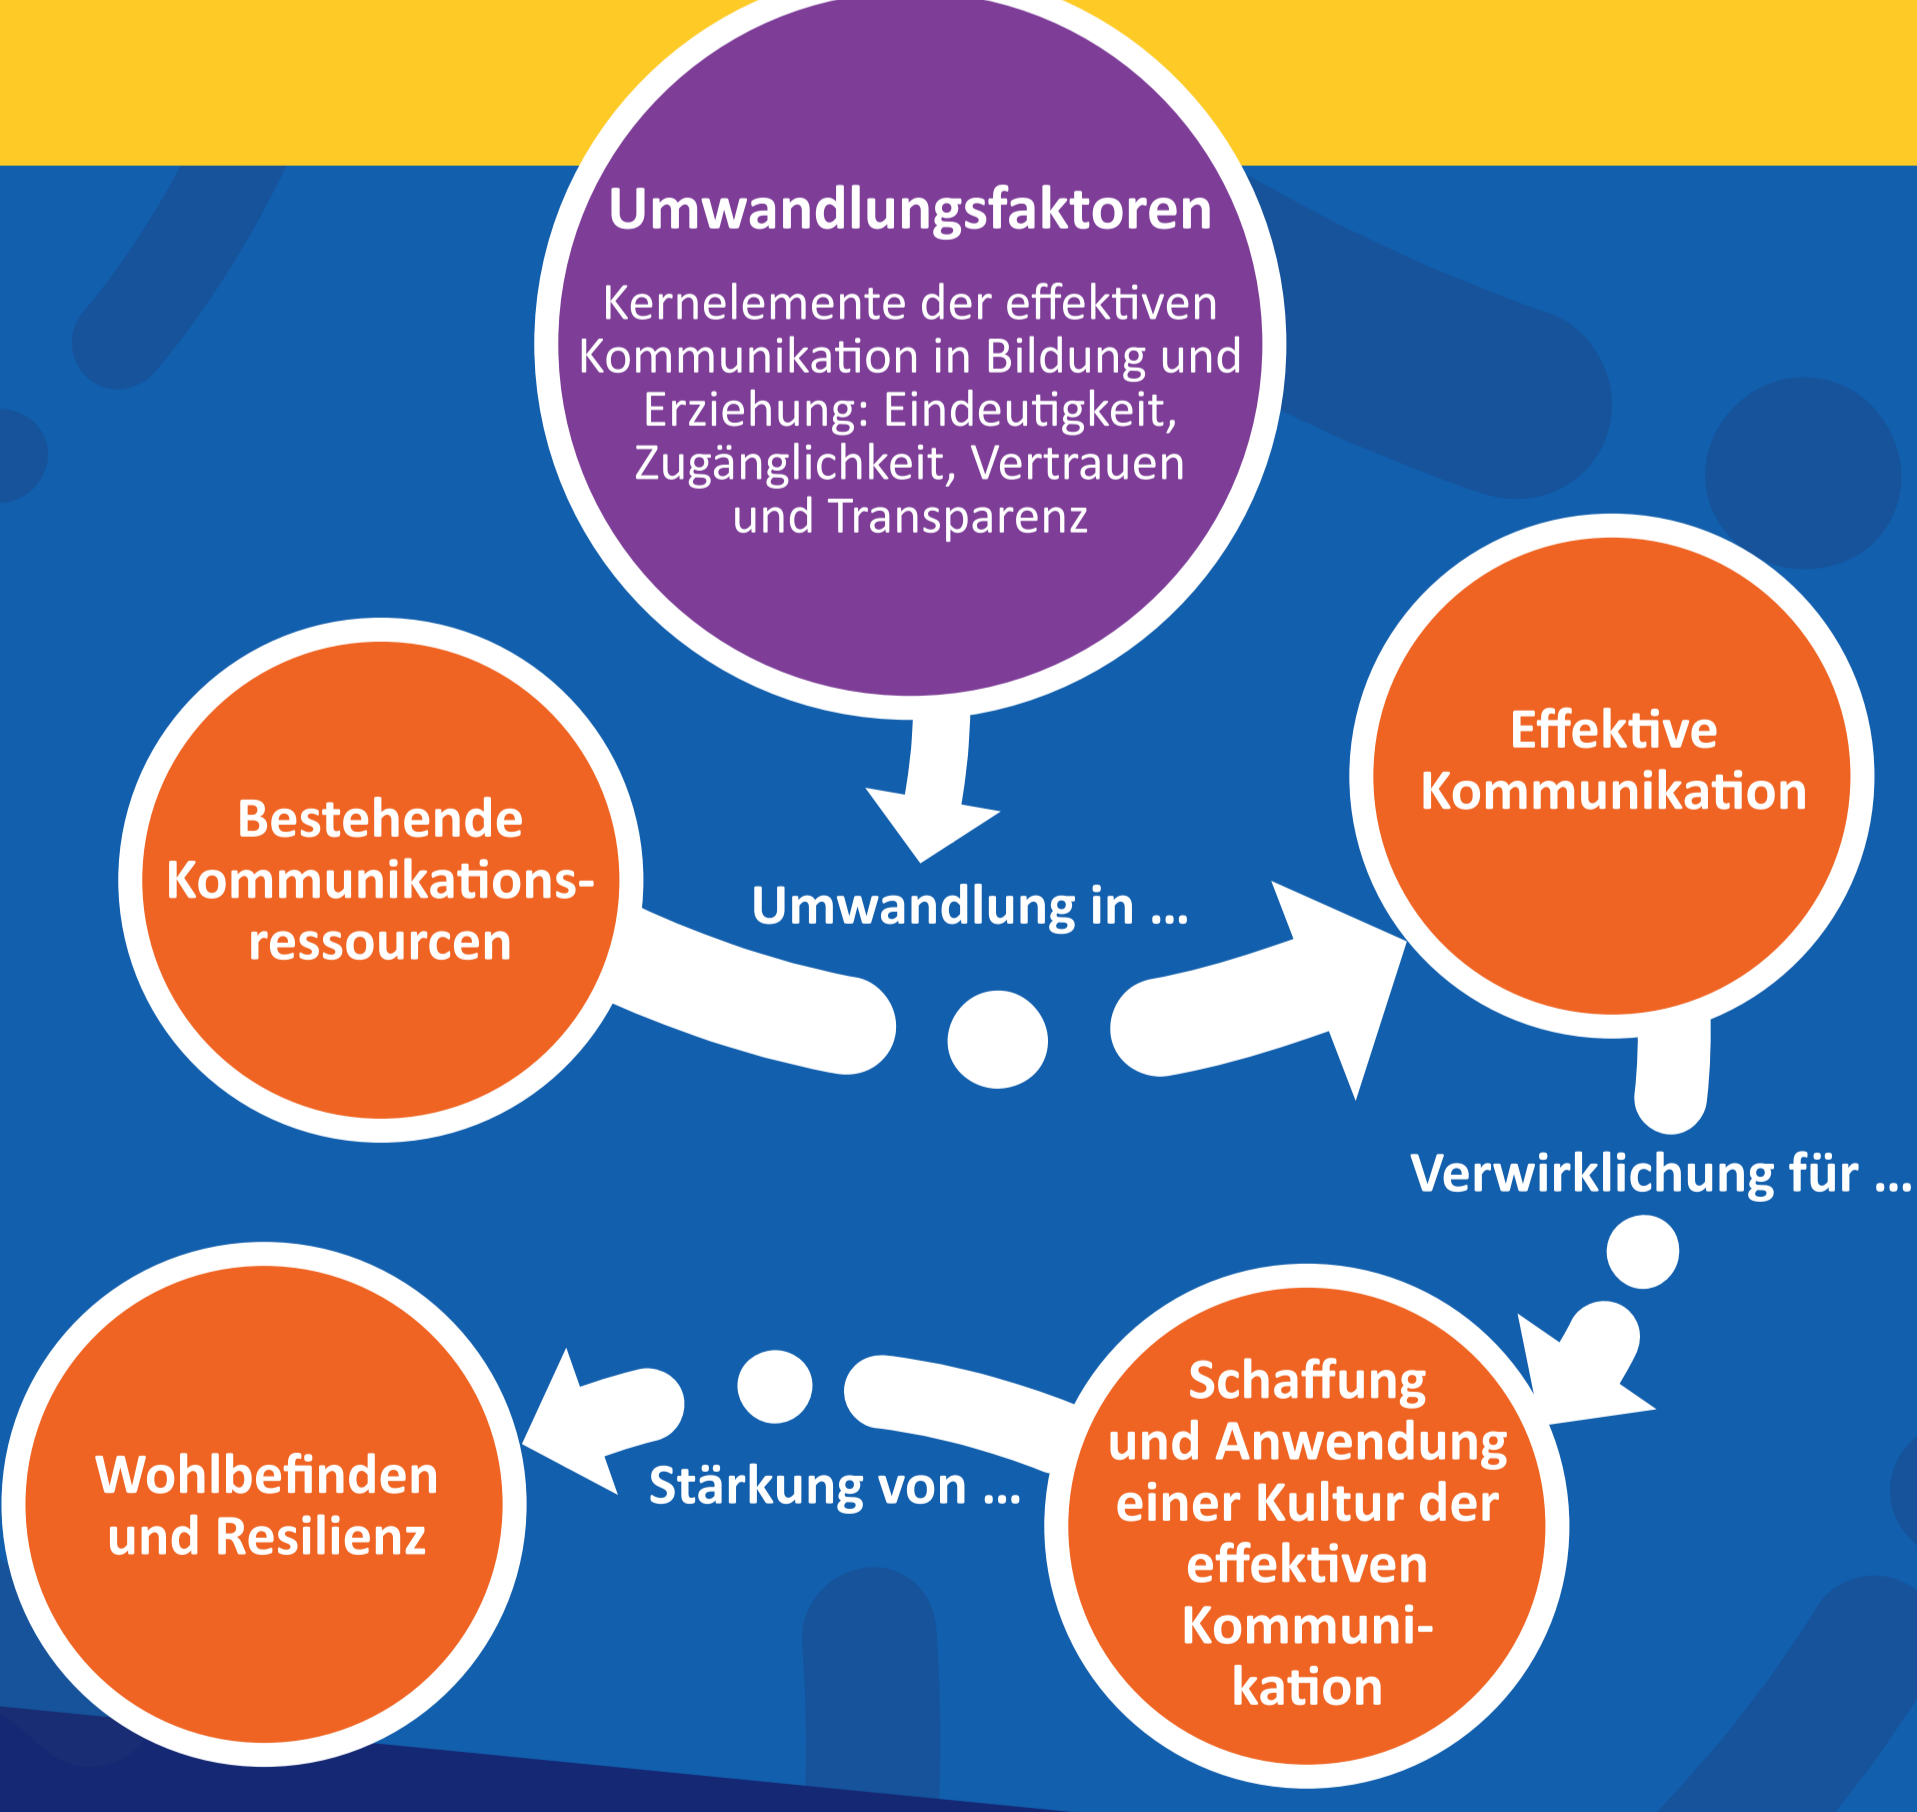 Umwandlungsfaktoren
Kernelemente der effektiven
Kommunikation in Bildung und
Erziehung: Eindeutigkeit,
Zugänglichkeit, Vertrauen
und Transparenz
Bestehende
Kommunikations-
ressourcen
Umwandlung in ...
Effektive
Kommunikation
Verwirklichung für ...
Schaffung
und Anwendung
einer Kultur der
effektiven
Kommuni-
kation
Stärkung von ...
Wohlbefinden
und Resilienz